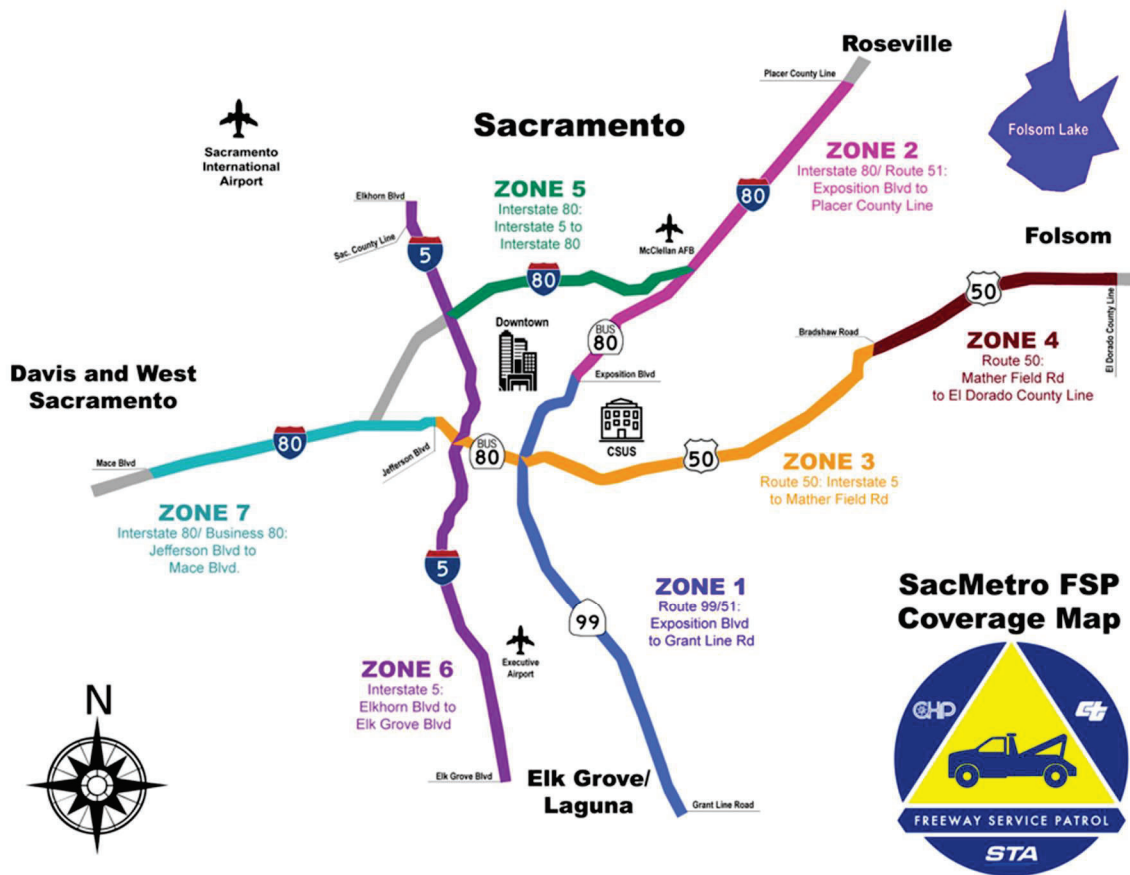 Roseville
Placer County Line
Folsom Lake
Sacramento
Sacramento
International
Airport
ZONE 2
Interstate 80/ Route 51:
Exposition Blvd to
Placer County Line
80
Elkhorn Blvd
Sac. County Line
5
ZONE 5
Interstate 80:
Interstate 5 to
Interstate 80
McClellan AFB
80
Folsom
50
El Dorado County Line
Bradshaw Road
ZONE 4
Route 50:
Mather Field Rd
to El Dorado County Line
Downtown
BUS
80
Exposition Blvd
CSUS
Davis and West
Sacramento
Mace Blvd
80
Jefferson Blvd
BUS
80
50
ZONE 3
Route 50: Interstate 5
to Mather Field Rd
ZONE 7
Interstate 80/ Business 80:
Jefferson Blvd to
Mace Blvd.
5
99
ZONE 1
Route 99/51:
Exposition Blvd
to Grant Line Rd
Executive
Airport
ZONE 6
Interstate 5:
Elkhorn Blvd to
Elk Grove Blvd
Elk Grove Blvd
Elk Grove/
Laguna
Grant Line Road
N
SacMetro FSP
Coverage Map
CHP
ct
FREEWAY SERVICE PATROL
STA